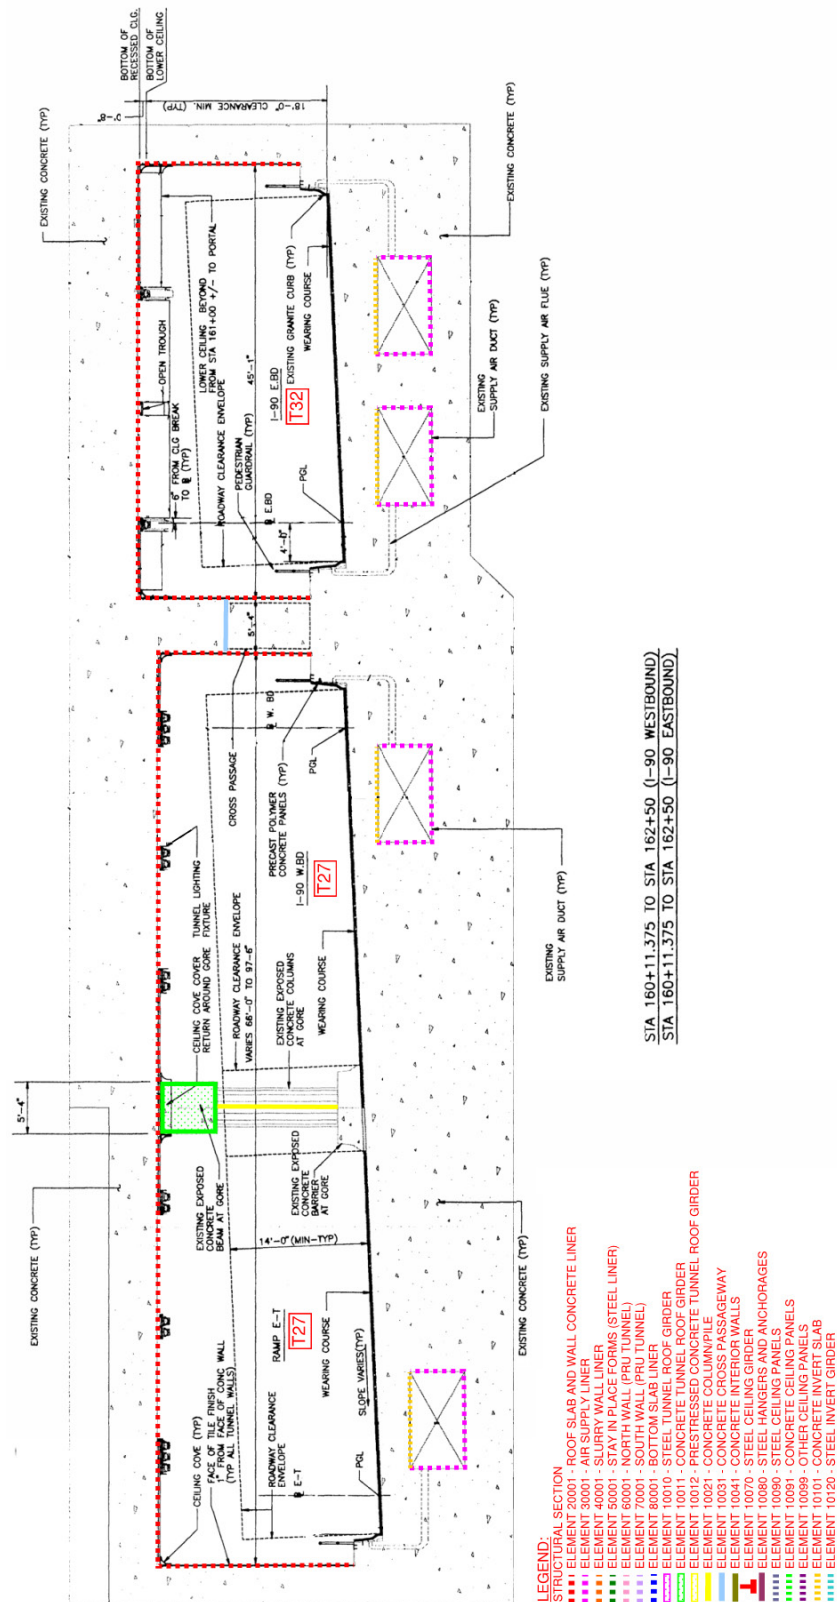 EXISTING CONCRETE (TYP)
5'-4"
EXISTING CONCRETE (TYP)
0'-8"
BOTTOM OF
RECESSED CLG.
BOTTOM OF
LOWER CEILING
18'-0" CLEARANCE MIN. (TYP)
CEILING COVE (TYP)
FACE OF TILE FINISH
1" FROM FACE OF CONC WALL
(TYP ALL TUNNEL WALLS)
EXISTING EXPOSED
CONCRETE
BEAM AT GORE
CEILING COVE COVER
RETURN AROUND GORE
TUNNEL LIGHTING
FIXTURE
6" FROM CLG BREAK
TO ℄ (TYP)
OPEN TROUGH
LOWER CEILING BEYOND
FROM STA 161+00 +/- TO PORTAL
ROADWAY CLEARANCE ENVELOPE
45'-1"
ROADWAY CLEARANCE
ENVELOPE
RAMP E-T
T27
14'-0" (MIN-TYP)
EXISTING EXPOSED
CONCRETE
BARRIER
AT GORE
ROADWAY CLEARANCE ENVELOPE
VARIES 66'-0" TO 97'-6"
EXISTING EXPOSED
CONCRETE COLUMNS
AT GORE
CROSS PASSAGE
5'-4"
PEDESTRIAN
GUARDRAIL (TYP)
I-90 E.BD
T32
EXISTING GRANITE CURB (TYP)
WEARING COURSE
PRECAST POLYMER
CONCRETE PANELS (TYP)
I-90 W.BD
T27
W. BD
PGL
E.BD
4'-0"
PGL
E-T
PGL
SLOPE VARIES(TYP)
WEARING COURSE
WEARING COURSE
EXISTING CONCRETE (TYP)
EXISTING
SUPPLY AIR DUCT (TYP)
EXISTING
SUPPLY AIR DUCT (TYP)
EXISTING CONCRETE (TYP)
EXISTING SUPPLY AIR FLUE (TYP)
STA 160+11.375 TO STA 162+50 (I-90 WESTBOUND)
STA 160+11.375 TO STA 162+50 (I-90 EASTBOUND)
LEGEND:
STRUCTURAL SECTION
ELEMENT 20001 - ROOF SLAB AND WALL CONCRETE LINER
ELEMENT 30001 - AIR SUPPLY LINER
ELEMENT 40001 - SLURRY WALL LINER
ELEMENT 50001 - STAY IN PLACE FORMS (STEEL LINER)
ELEMENT 60001 - NORTH WALL (PRU TUNNEL)
ELEMENT 70001 - SOUTH WALL (PRU TUNNEL)
ELEMENT 80001 - BOTTOM SLAB LINER
ELEMENT 10010 - STEEL TUNNEL ROOF GIRDER
ELEMENT 10011 - CONCRETE TUNNEL ROOF GIRDER
ELEMENT 10012 - PRESTRESSED CONCRETE TUNNEL ROOF GIRDER
ELEMENT 10021 - CONCRETE COLUMN/PILE
ELEMENT 10031 - CONCRETE CROSS PASSAGEWAY
ELEMENT 10041 - CONCRETE INTERIOR WALLS
ELEMENT 10070 - STEEL CEILING GIRDER
ELEMENT 10080 - STEEL HANGERS AND ANCHORAGES
ELEMENT 10090 - STEEL CEILING PANELS
ELEMENT 10091 - CONCRETE CEILING PANELS
ELEMENT 10099 - OTHER CEILING PANELS
ELEMENT 10101 - CONCRETE INVERT SLAB
ELEMENT 10120 - STEEL INVERT GIRDER